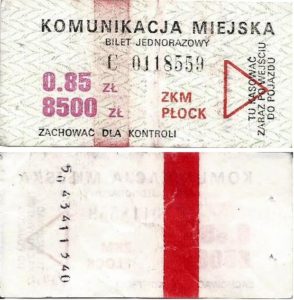 KOMUNIKACJA MIEJSKA
BILET JEDNORAZOWY
C 0118559
0.85 ZŁ
8500 ZŁ
ZKM
PŁOCK
ZACHOWAĆ DLA KONTROLI
TU KASOWAĆ
ZARAZ PO WEJŚCIU
DO POJAZDU